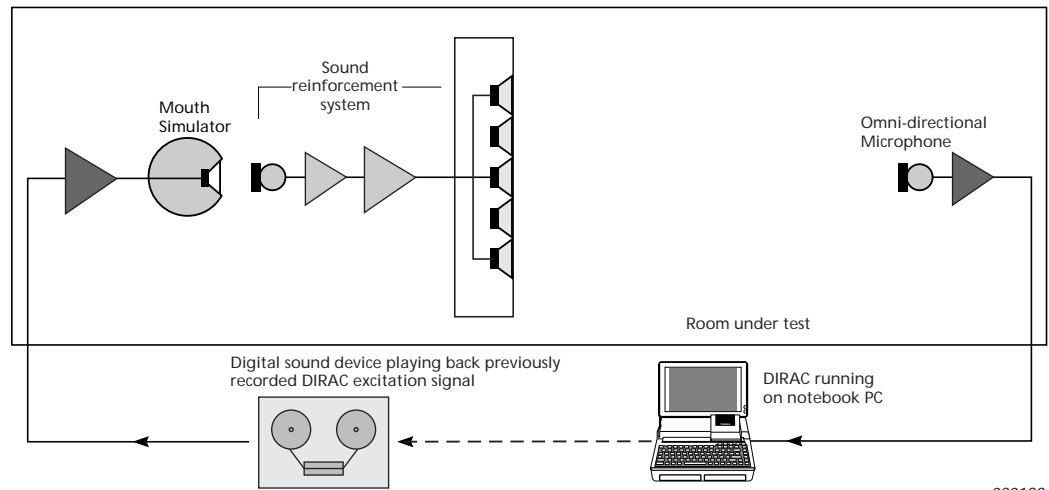 Sound
reinforcement
system
Mouth
Simulator
Omni-directional
Microphone
Room under test
Digital sound device playing back previously
recorded DIRAC excitation signal
DIRAC running
on notebook PC